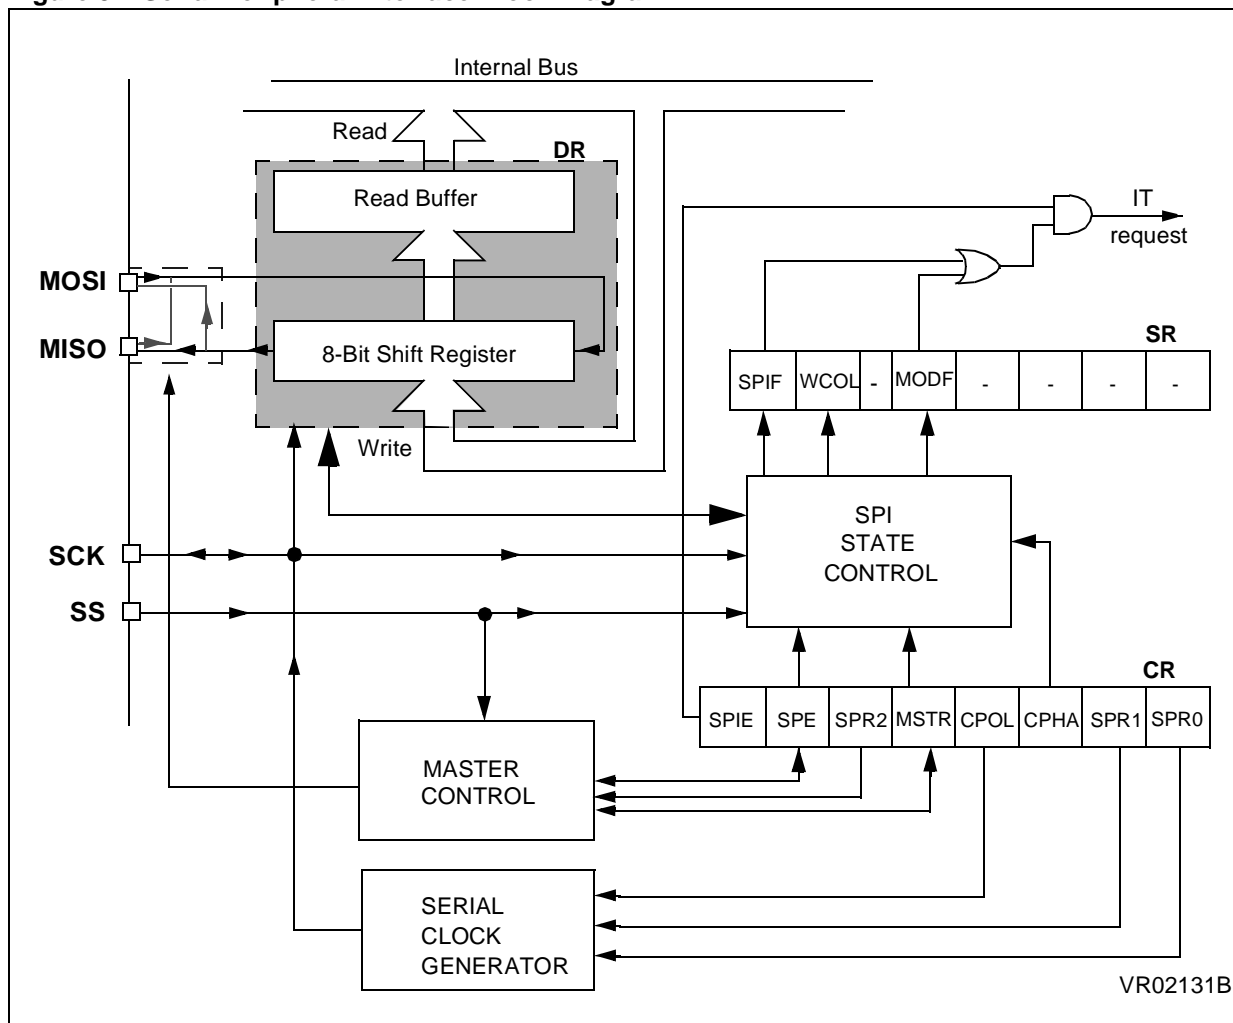 Internal Bus
Read
DR
Read Buffer
IT
request
MOSI
MISO
8-Bit Shift Register
SR
SPIF WCOL - MODF - - - -
Write
SPI
STATE
CONTROL
SCK
SS
CR
SPIE SPE SPR2 MSTR CPOL CPHA SPR1 SPR0
MASTER
CONTROL
SERIAL
CLOCK
GENERATOR
VR02131B